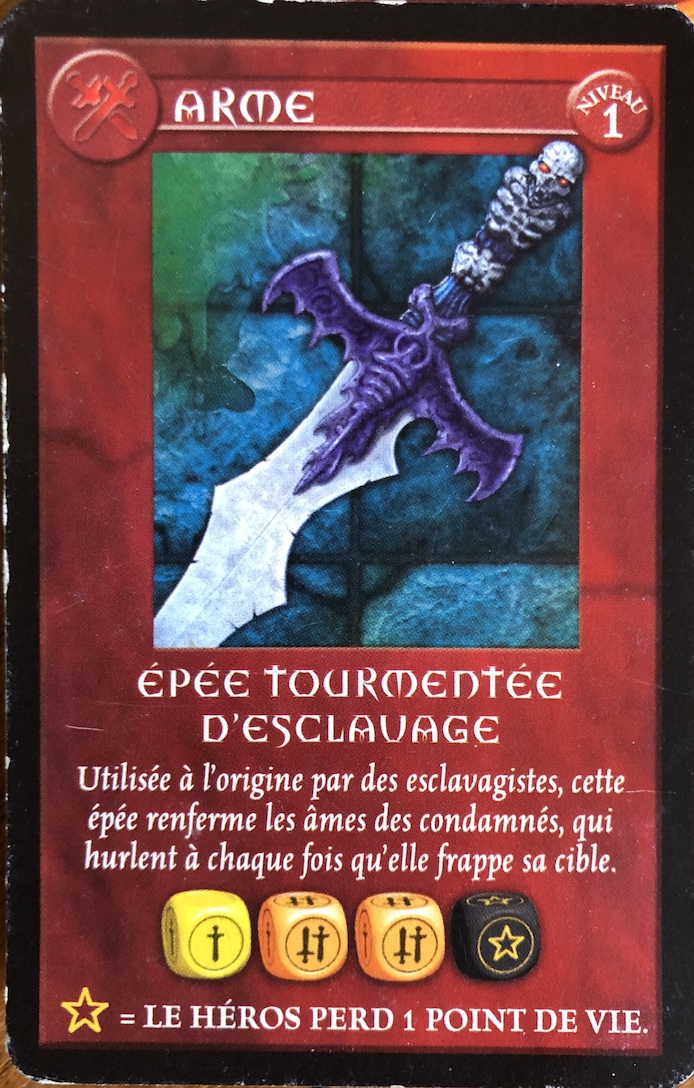 ARME
NIVEAU
1
ÉPÉE TOURMENTÉE
D'ESCLAVAGE
Utilisée à l'origine par des esclavagistes, cette
épée renferme les âmes des condamnés, qui
hurlent à chaque fois qu'elle frappe sa cible.
= LE HÉROS PERD 1 POINT DE VIE.